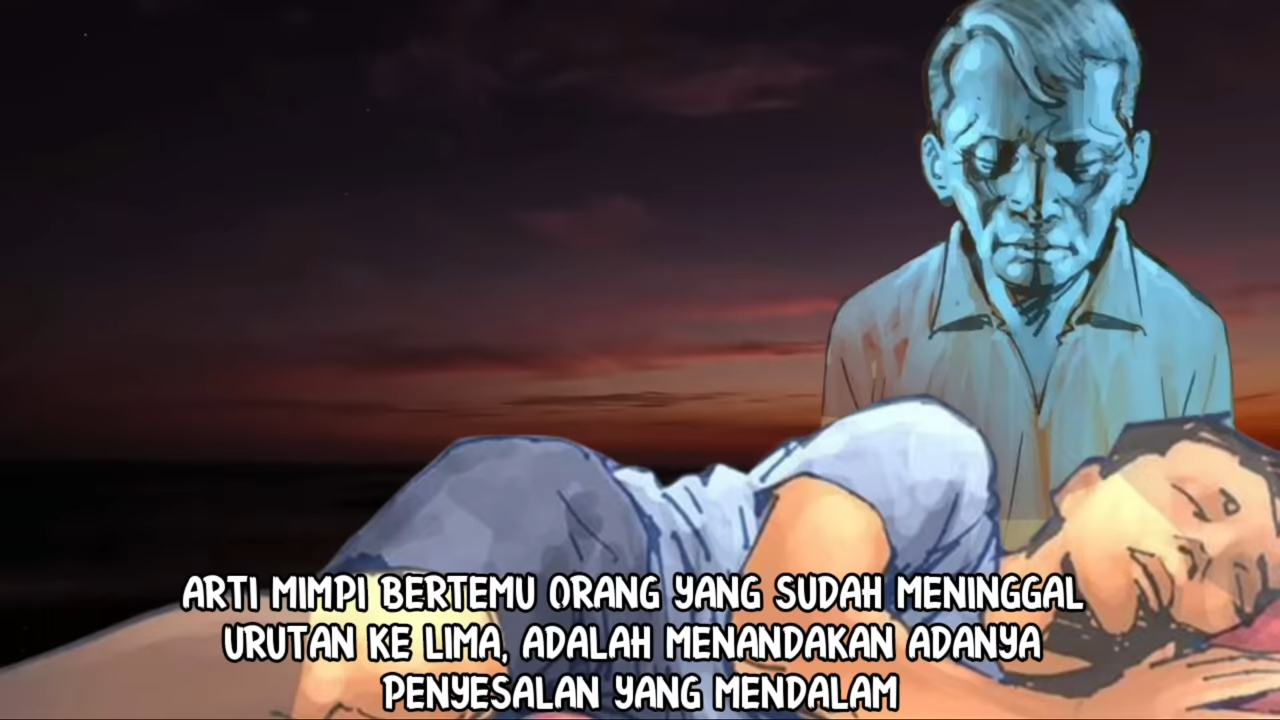 ARTI MIMPI BERTEMU ORANG YANG SUDAH MENINGGAL
URUTAN KE LIMA, ADALAH MENANDAKAN ADANYA
PENYESALAN YANG MENDALAM